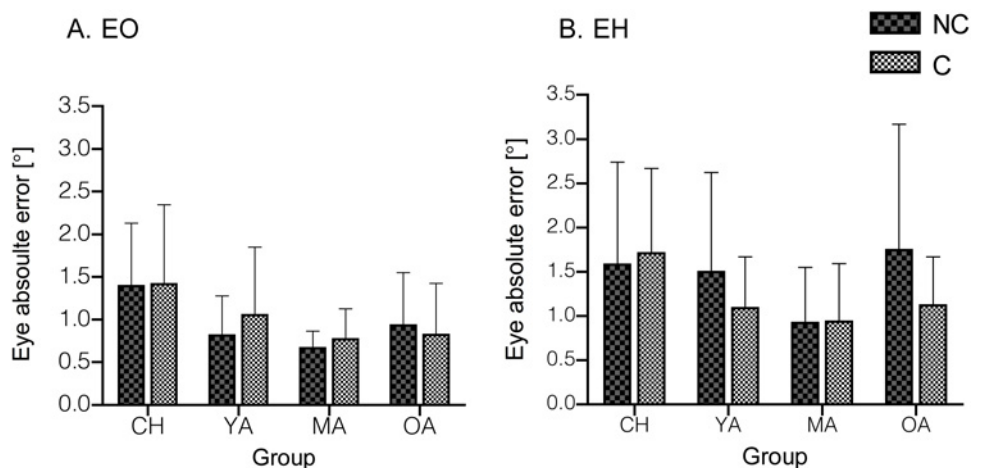 A. EO
B. EH
NC
C
Eye absoulte error [°]
3.5
3.0
2.5
2.0
1.5
1.0
0.5
0.0
CH YA MA OA
Group
Eye absolute error [°]
3.5
3.0
2.5
2.0
1.5
1.0
0.5
0.0
CH YA MA OA
Group